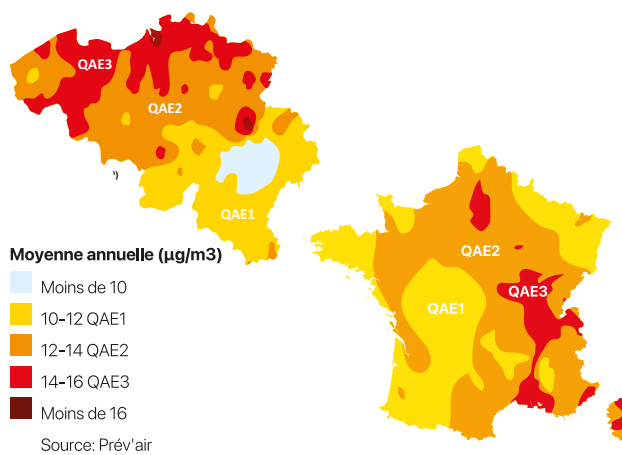 QAE3
QAE2
QAE1
Moyenne annuelle (µg/m3)
Moins de 10
10-12 QAE1
12-14 QAE2
14-16 QAE3
Moins de 16
Source: Prév'air
QAE2
QAE1
QAE3